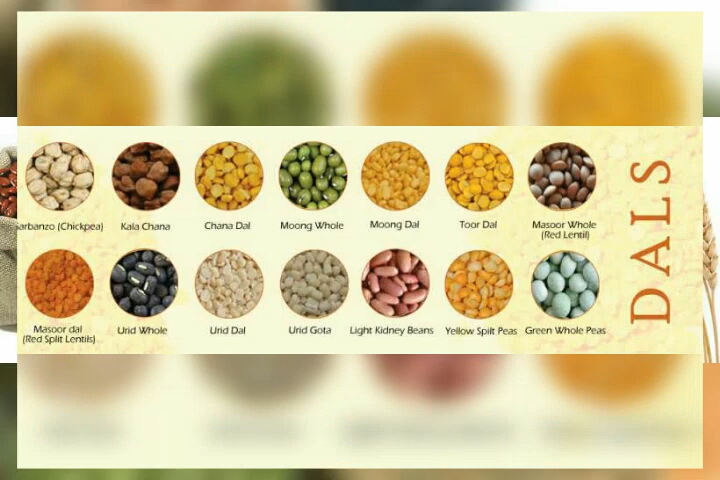 arbanzo (Chickpea)
Kala Chana
Chana Dal
Moong Whole
Moong Dal
Toor Dal
Masoor Whole
(Red Lentil)
Masoor dal
(Red Split Lentils)
Urid Whole
Urid Dal
Urid Gota
Light Kidney Beans
Yellow Split Peas
Green Whole Peas
DALS